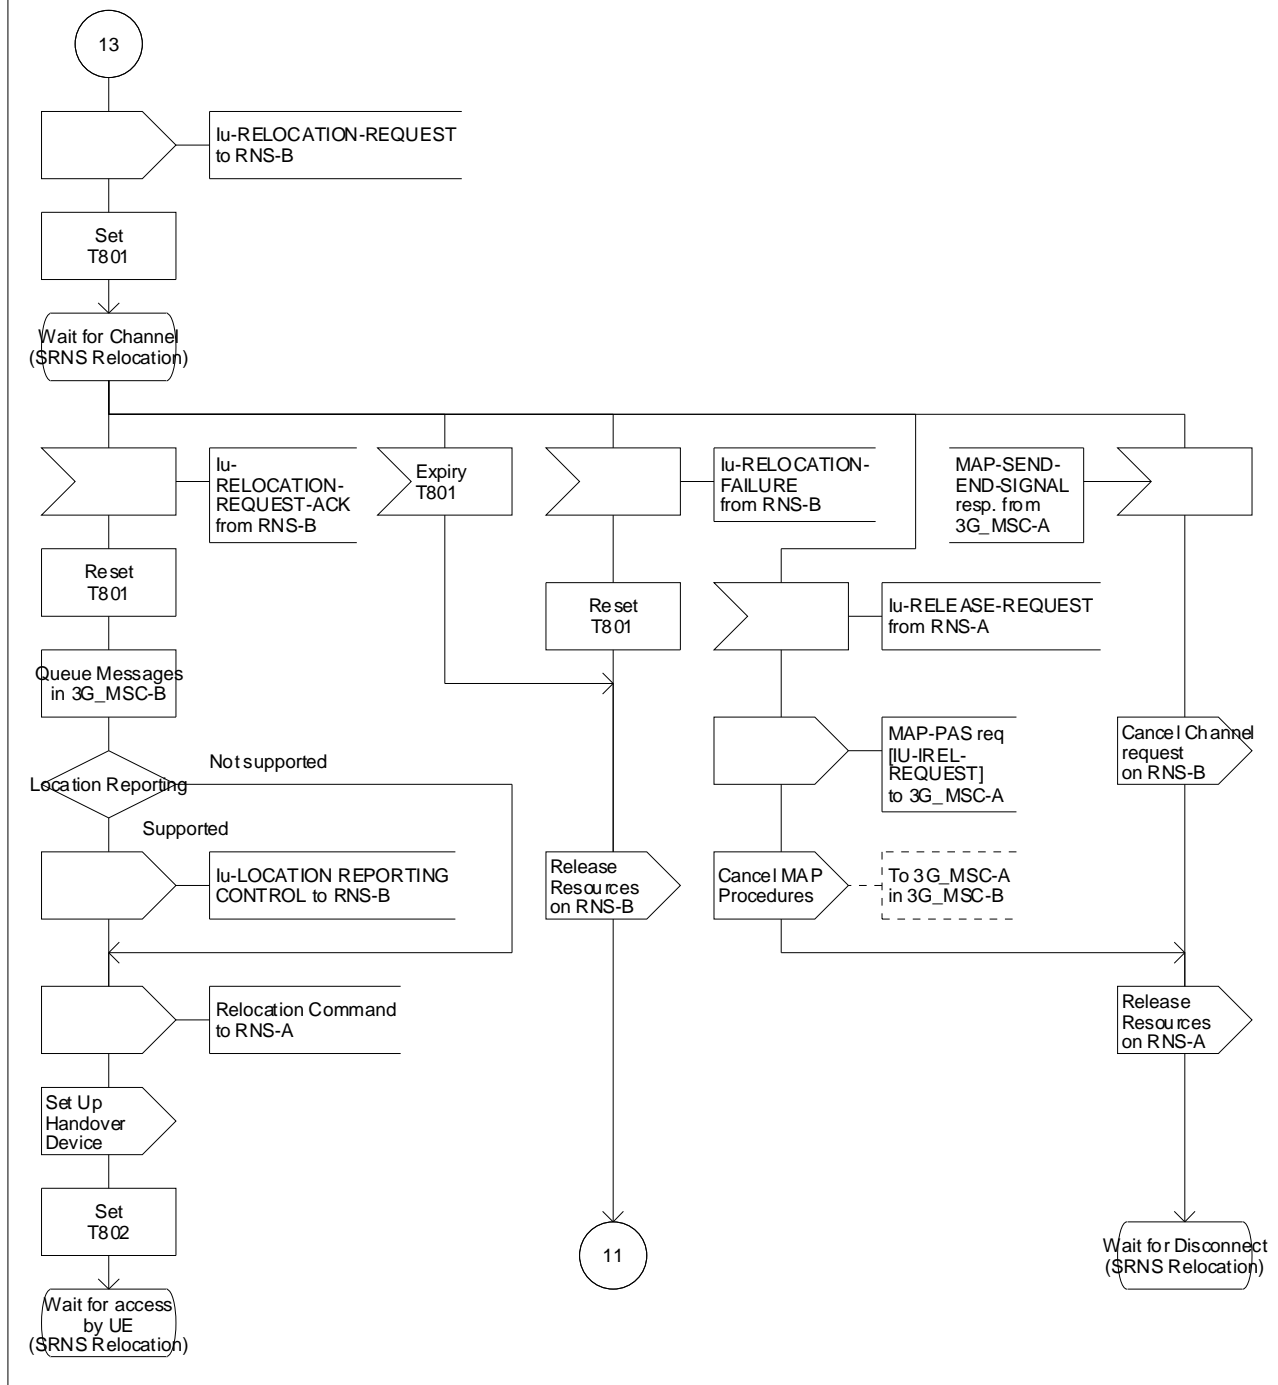 13
Iu-RELOCATION-REQUEST
to RNS-B
Set
T801
Wait for Channel
(SRNS Relocation)
Iu-
RELOCATION-
REQUEST-ACK
from RNS-B
Expiry
T801
Iu-RELOCATION-
FAILURE
from RNS-B
MAP-SEND-
END-SIGNAL
resp. from
3G_MSC-A
Reset
T801
Reset
T801
Iu-RELEASE-REQUEST
from RNS-A
Queue Messages
in 3G_MSC-B
MAP-PAS req
[IU-IREL-
REQUEST]
to 3G_MSC-A
Cancel Channel
request
on RNS-B
Location Reporting
Not supported
Supported
Iu-LOCATION REPORTING
CONTROL to RNS-B
Release
Resources
on RNS-B
Cancel MAP
Procedures
To 3G_MSC-A
in 3G_MSC-B
Relocation Command
to RNS-A
Release
Resources
on RNS-A
Set Up
Handover
Device
Set
T802
11
Wait for Disconnect
(SRNS Relocation)
Wait for access
by UE
(SRNS Relocation)